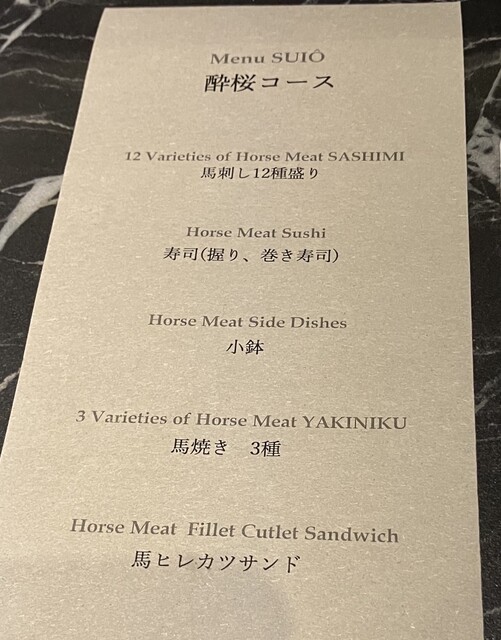 Menu SUIÔ
酔桜コース
12 Varieties of Horse Meat SASHIMI
馬刺し12種盛り
Horse Meat Sushi
寿司(握り、巻き寿司)
Horse Meat Side Dishes
小鉢
3 Varieties of Horse Meat YAKINIKU
馬焼き　3種
Horse Meat Fillet Cutlet Sandwich
馬ヒレカツサンド